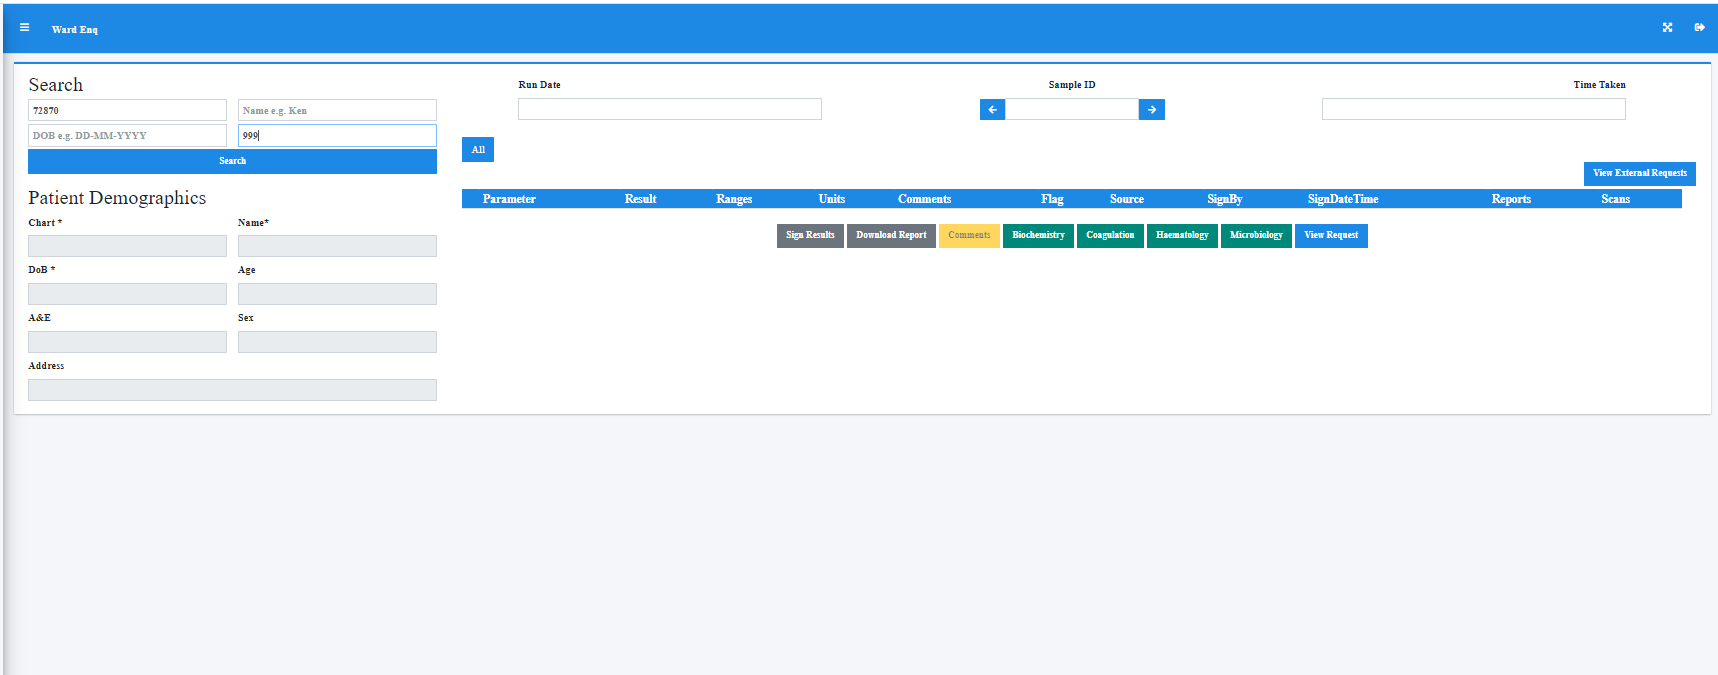 Ward Enq
Search
72870
Name e.g. Ken
DOB e.g. DD-MM-YYYY
999
Search
Patient Demographics
Chart *
Name*
DoB *
Age
A&E
Sex
Address
Run Date
Sample ID
Time Taken
All
View External Requests
Parameter Result Ranges Units Comments Flag Source SignBy SignDateTime Reports Scans
Sign Results Download Report Comments Biochemistry Coagulation Haematology Microbiology View Request